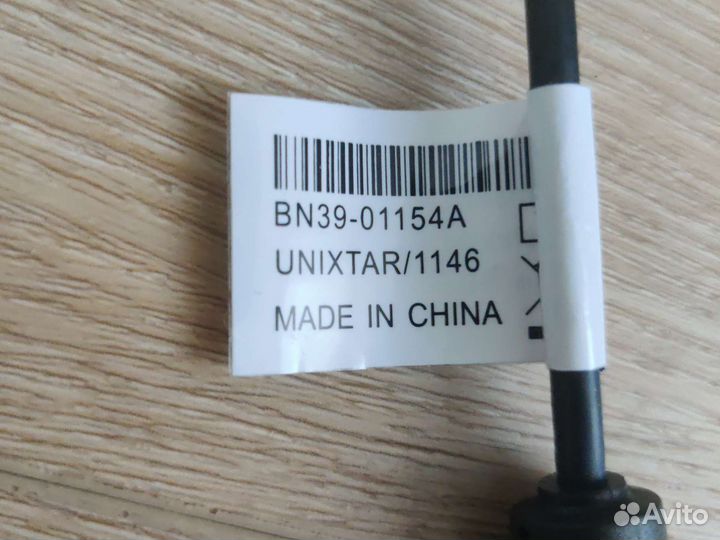 BN39-01154A
UNIXTAR/1146
MADE IN CHINA
Avito